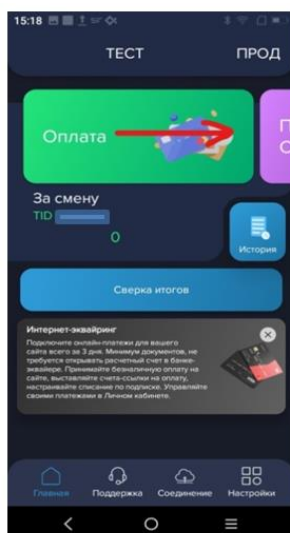 15:18
ТЕСТ ПРОД
Оплата П
С
За смену
TID
0
История
Сверка итогов
Интернет-эквайринг
Подключите онлайн-платежи для вашего
сайта всего за 3 дня. Минимум документов, не
требуется открывать расчетный счет в банке-
эквайере. Принимайте безналичную оплату на
сайте, выставляйте счета-ссылки на оплату,
настраивайте списание по подписке. Управляйте
своими платежами в Личном кабинете.
Главная Поддержка Соединение Настройки